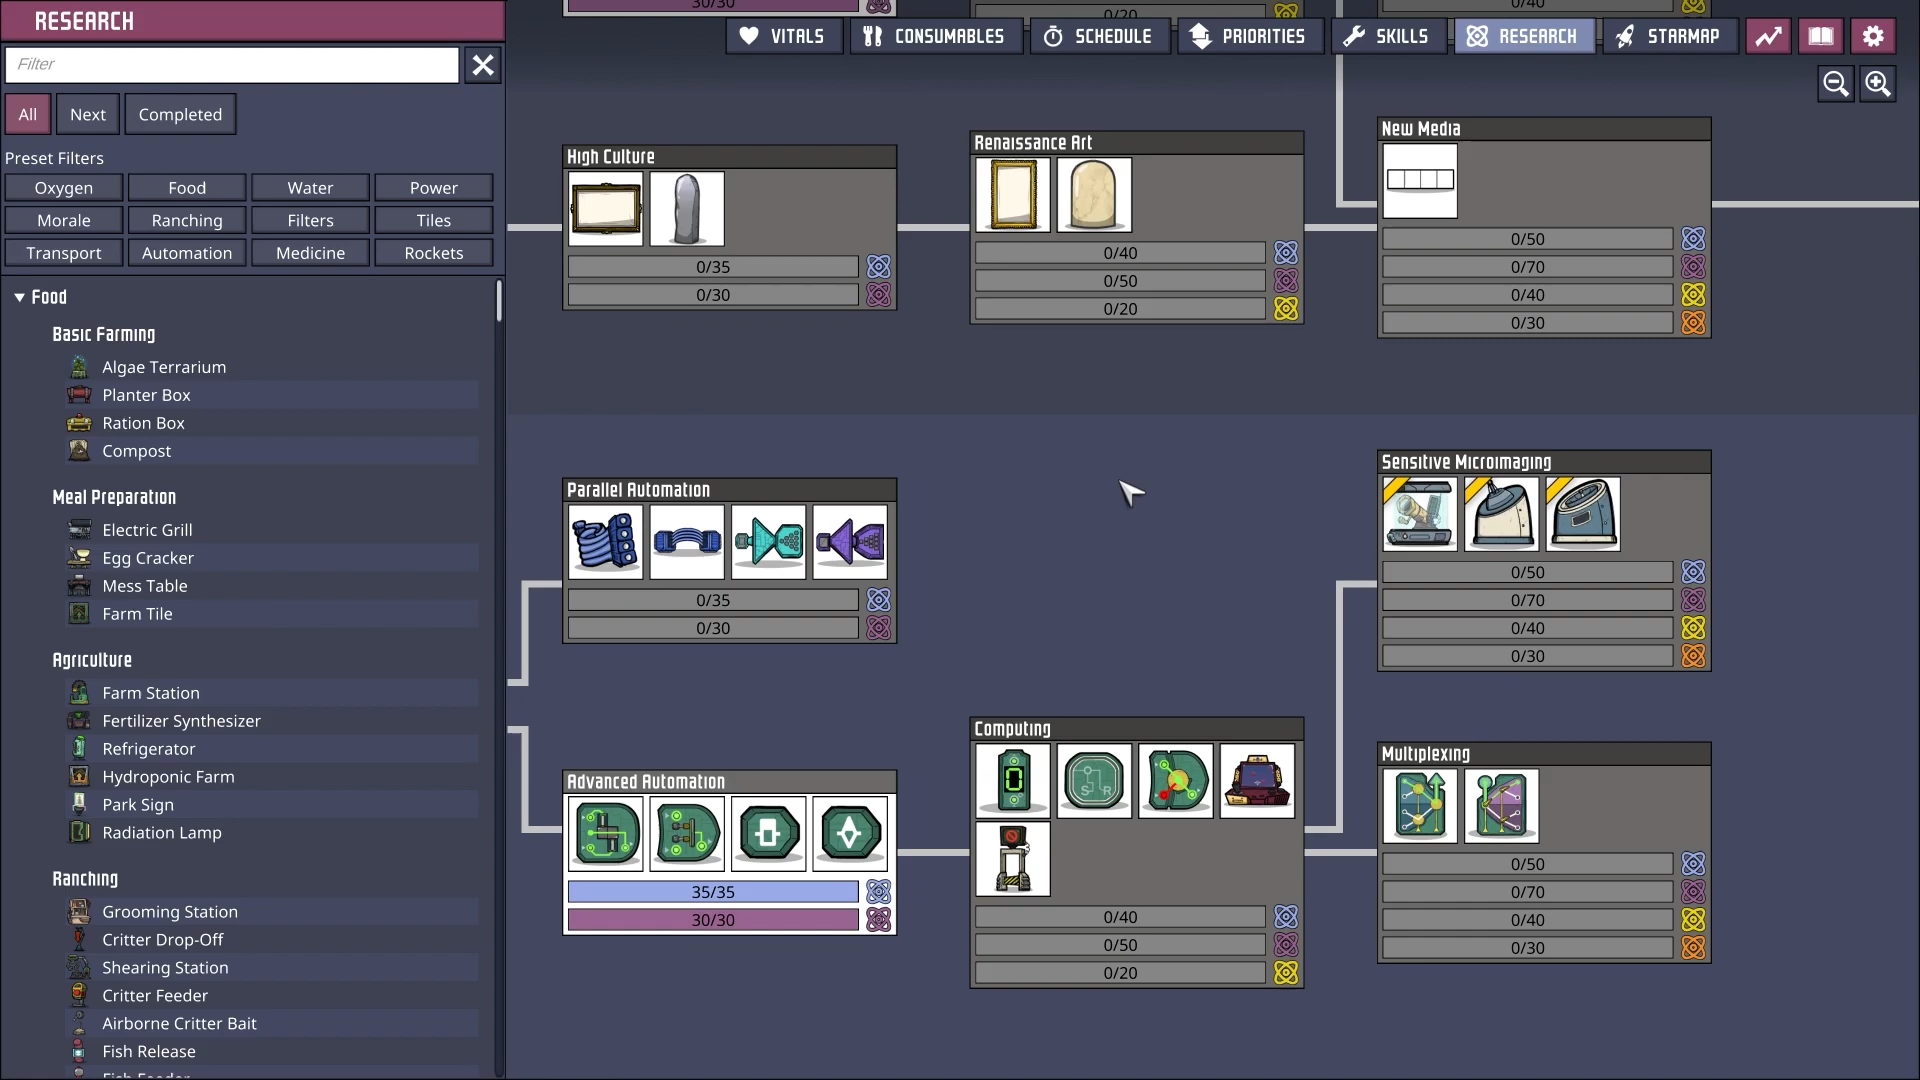 RESEARCH
Filter
All
Next
Completed
Preset Filters
Oxygen
Food
Water
Power
Morale
Ranching
Filters
Tiles
Transport
Automation
Medicine
Rockets
Food
Basic Farming
Algae Terrarium
Planter Box
Ration Box
Compost
Meal Preparation
Electric Grill
Egg Cracker
Mess Table
Farm Tile
Agriculture
Farm Station
Fertilizer Synthesizer
Refrigerator
Hydroponic Farm
Park Sign
Radiation Lamp
Ranching
Grooming Station
Critter Drop-Off
Shearing Station
Critter Feeder
Airborne Critter Bait
Fish Release
Fish Feeder
30/30
0/20
0/40
VITALS
CONSUMABLES
SCHEDULE
PRIORITIES
SKILLS
RESEARCH
STARMAP
High Culture
0/35
0/30
Renaissance Art
0/40
0/50
0/20
New Media
0/50
0/70
0/40
0/30
Parallel Automation
0/35
0/30
Sensitive Microimaging
0/50
0/70
0/40
0/30
Advanced Automation
35/35
30/30
Computing
0
S R
0/40
0/50
0/20
Multiplexing
0/50
0/70
0/40
0/30